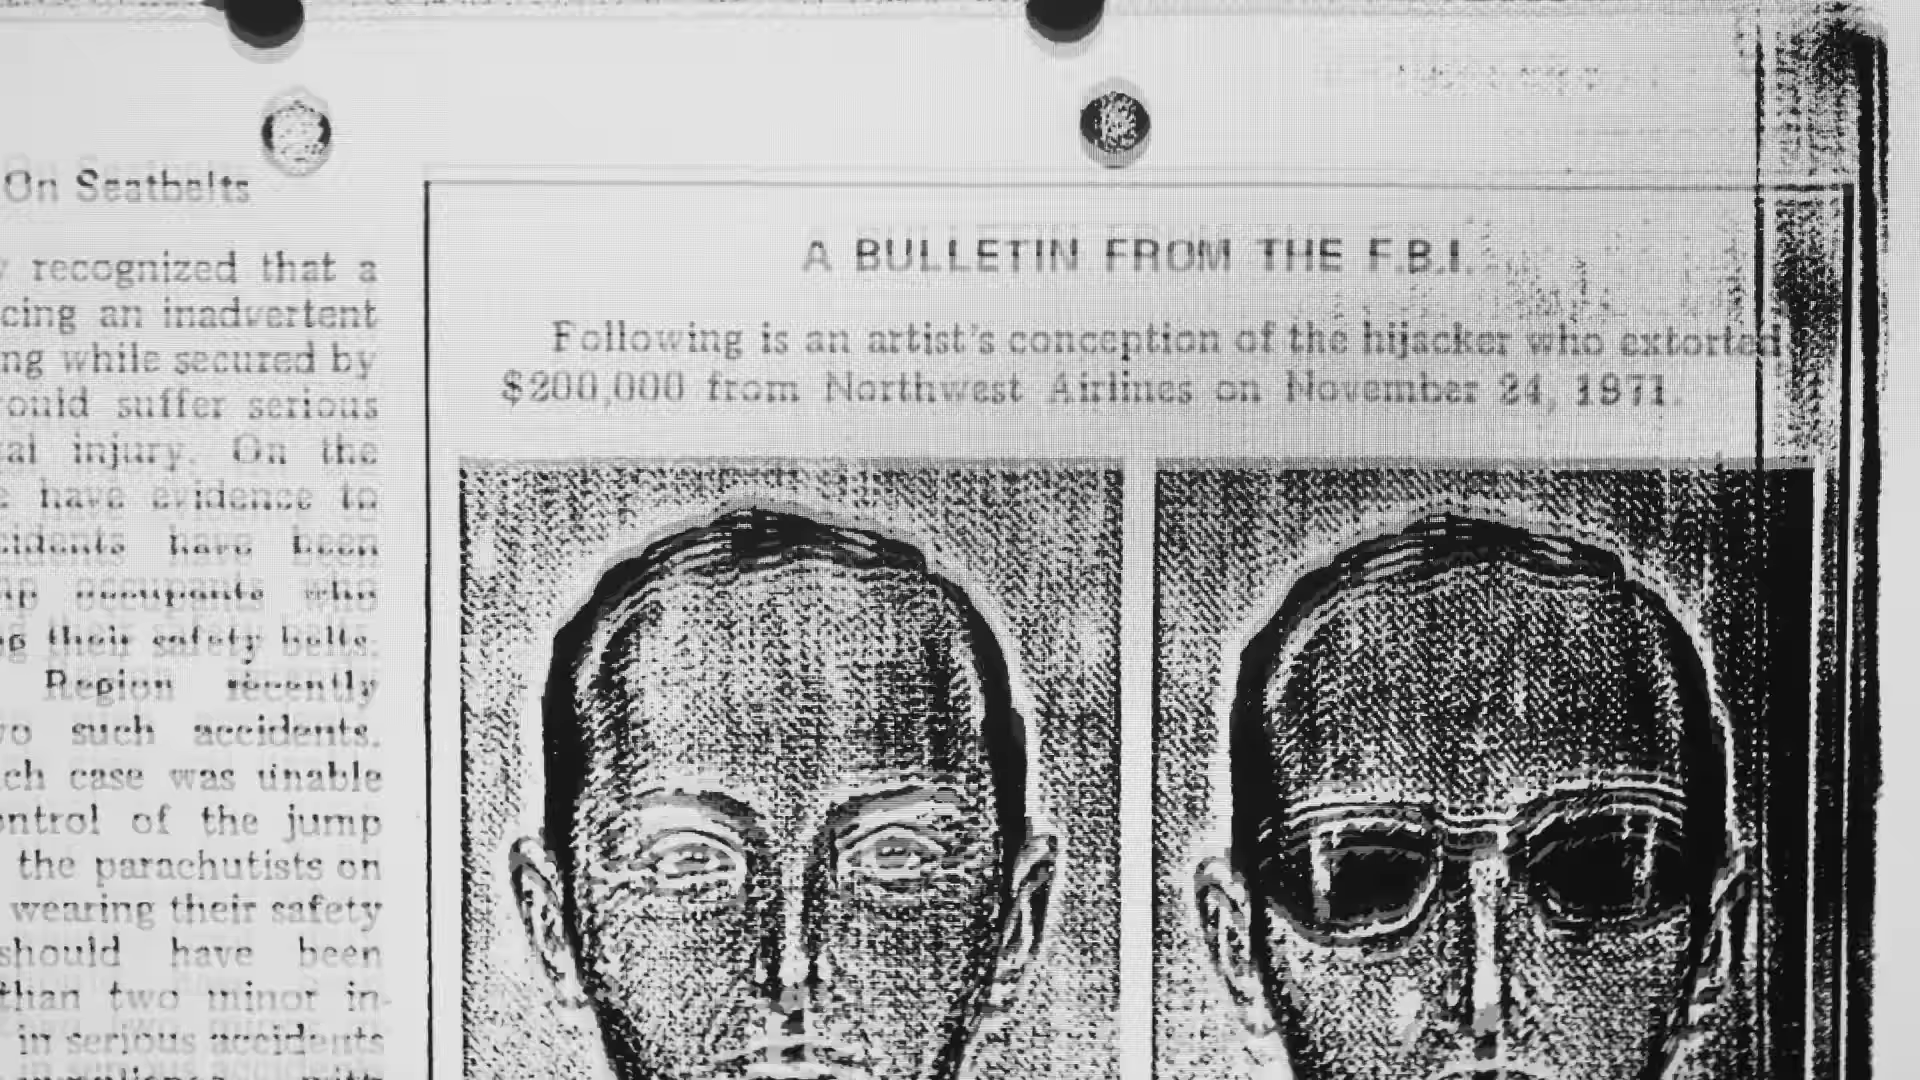 On Seatbelts
recognized that a
cing an inadvertent
ng while secured by
ould suffer serious
al injury. On the
have evidence to
cidents have been
mp occupants who
g their safety belts.
Region recently
wo such accidents.
ch case was unable
ontrol of the jump
the parachutists on
wearing their safety
should have been
than two minor in-
in serious accidents
A BULLETIN FROM THE F.B.I.
Following is an artist's conception of the hijacker who extorted
$200,000 from Northwest Airlines on November 24, 1971.